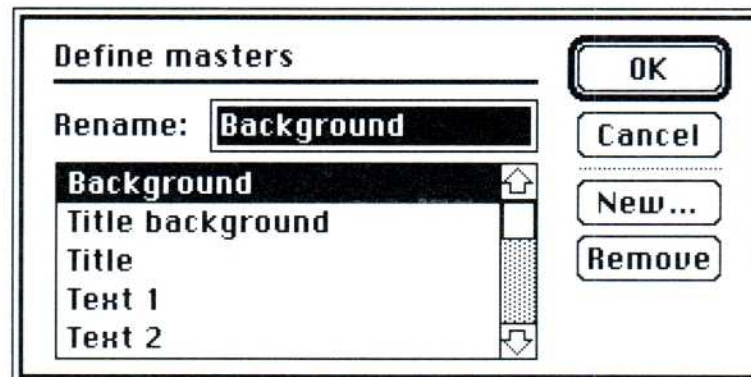 Define masters
OK
Rename: Background
Cancel
Background
Title background
New...
Title
Remove
Text 1
Text 2